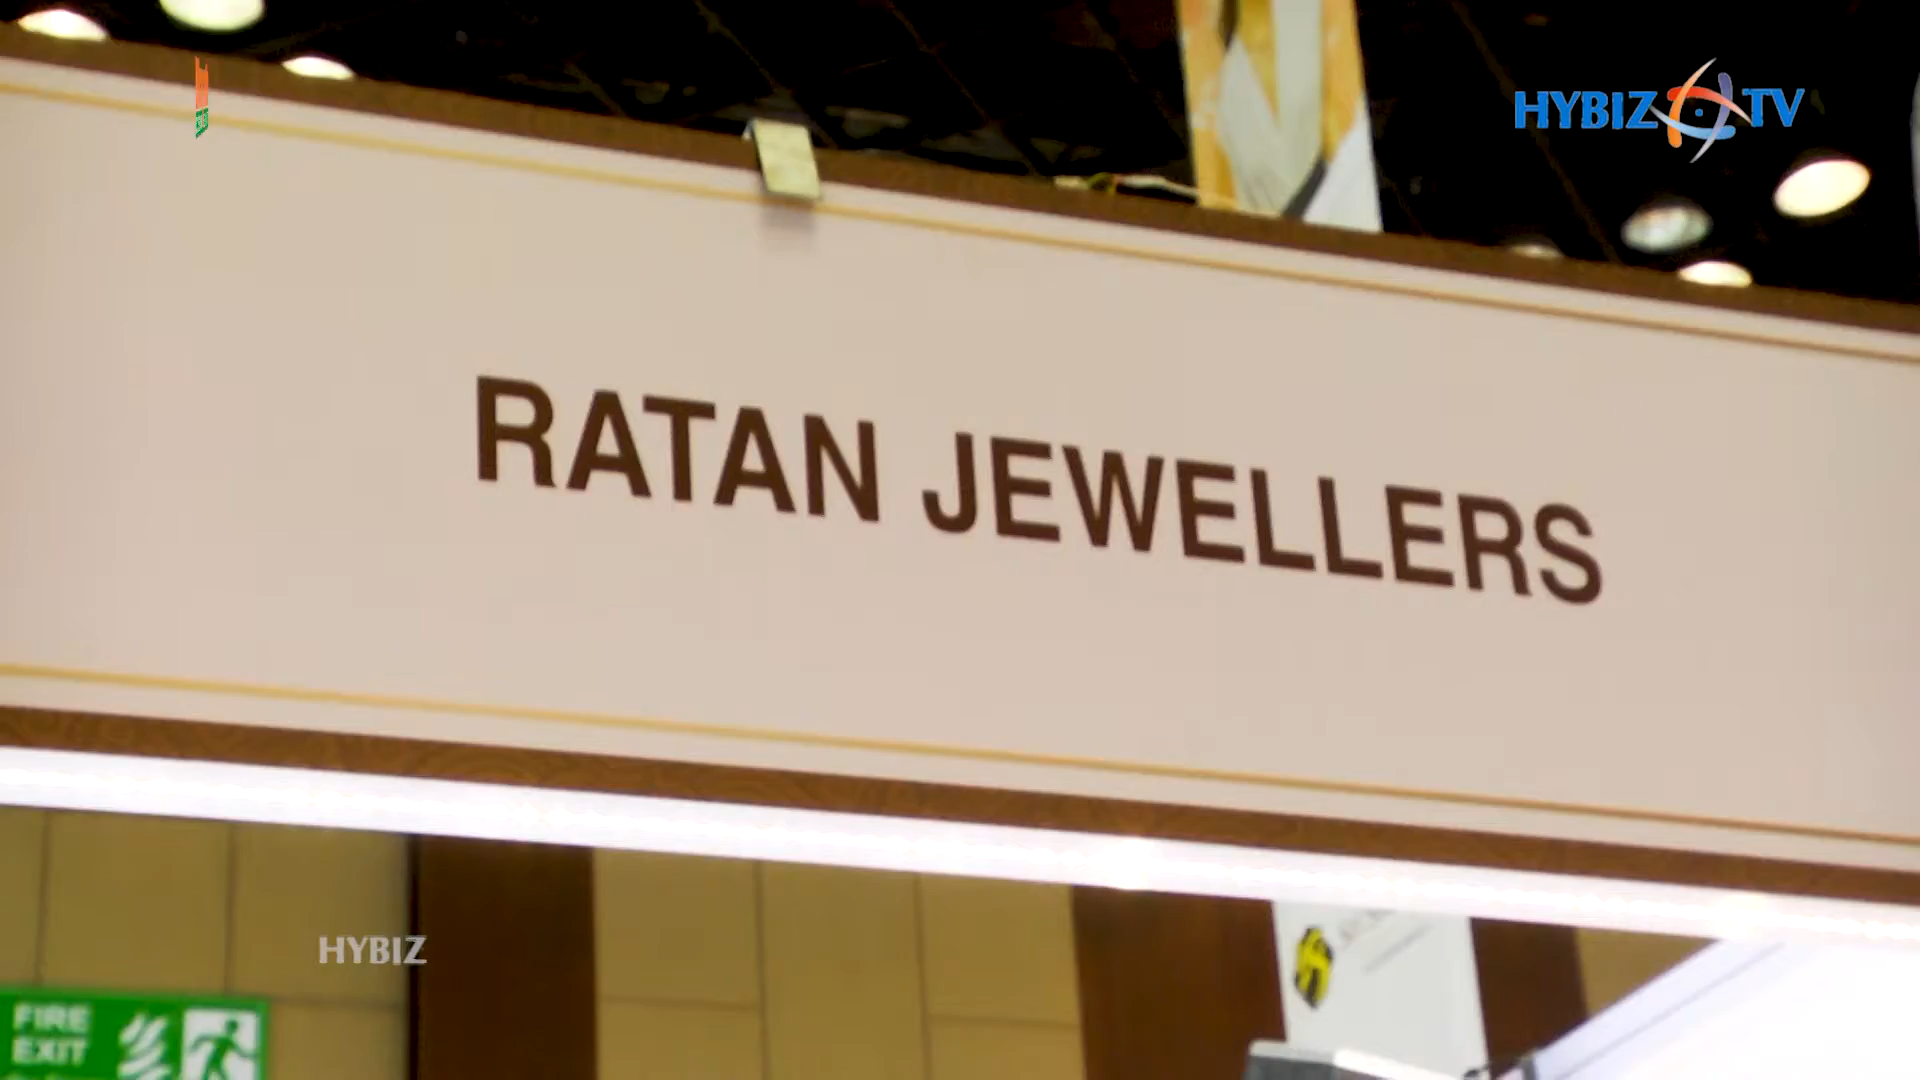 HYBIZ TV
RATAN JEWELLERS
HYBIZ
FIRE
EXIT